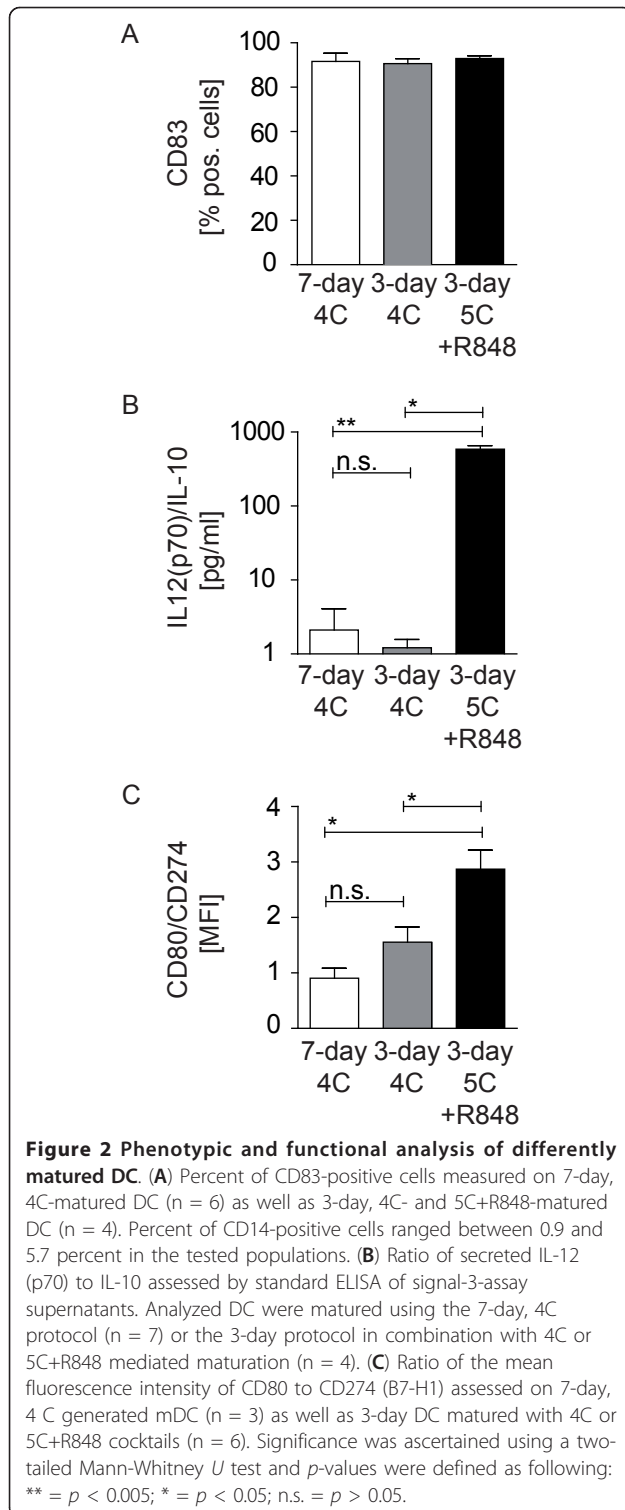 A
CD83
[% pos. cells]
100
80
60
40
20
0
7-day 3-day 3-day
4C 4C 5C
+R848
B
IL12(p70)/IL-10
[pg/ml]
1000
100
10
1
**
*
n.s.
7-day 3-day 3-day
4C 4C 5C
+R848
C
CD80/CD274
[MFI]
4
3
2
1
0
*
*
n.s.
7-day 3-day 3-day
4C 4C 5C
+R848
Figure 2 Phenotypic and functional analysis of differently
matured DC. (A) Percent of CD83-positive cells measured on 7-day,
4C-matured DC (n = 6) as well as 3-day, 4C- and 5C+R848-matured
DC (n = 4). Percent of CD14-positive cells ranged between 0.9 and
5.7 percent in the tested populations. (B) Ratio of secreted IL-12
(p70) to IL-10 assessed by standard ELISA of signal-3-assay
supernatants. Analyzed DC were matured using the 7-day, 4C
protocol (n = 7) or the 3-day protocol in combination with 4C or
5C+R848 mediated maturation (n = 4). (C) Ratio of the mean
fluorescence intensity of CD80 to CD274 (B7-H1) assessed on 7-day,
4 C generated mDC (n = 3) as well as 3-day DC matured with 4C or
5C+R848 cocktails (n = 6). Significance was ascertained using a two-
tailed Mann-Whitney U test and p-values were defined as following:
** = p < 0.005; * = p < 0.05; n.s. = p > 0.05.